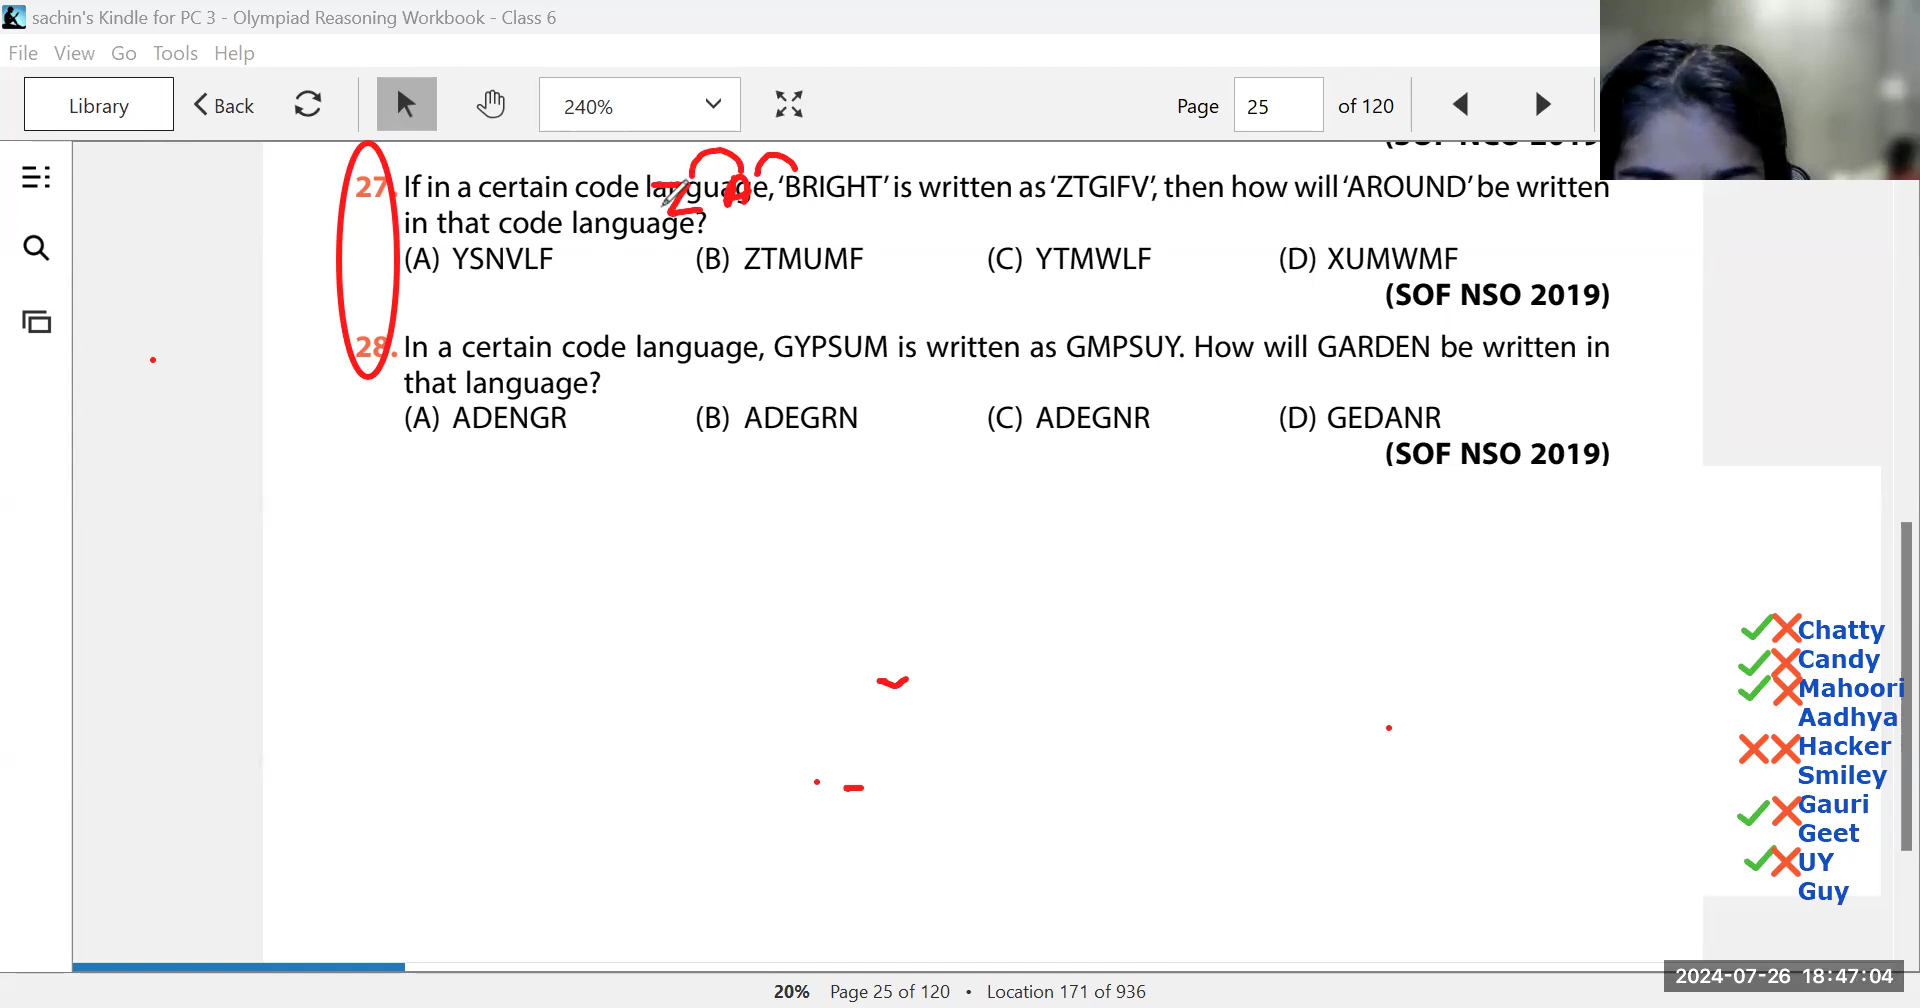 sachin's Kindle for PC 3 - Olympiad Reasoning Workbook - Class 6
File View Go Tools Help
Library Back 240% Page 25 of 120
27. If in a certain code language, ‘BRIGHT’ is written as ‘ZTGIFV’, then how will ‘AROUND’ be written
Z A
in that code language?
(A) YSNVLF (B) ZTMUMF (C) YTMWLF (D) XUMWMF
(SOF NSO 2019)
28. In a certain code language, GYPSUM is written as GMPSUY. How will GARDEN be written in
that language?
(A) ADENGR (B) ADEGRN (C) ADEGNR (D) GEDANR
(SOF NSO 2019)
Chatty
Candy
Mahoori
Aadhya
Hacker
Smiley
Gauri
Geet
UY
Guy
2024-07-26 18:47:04
20% Page 25 of 120 • Location 171 of 936